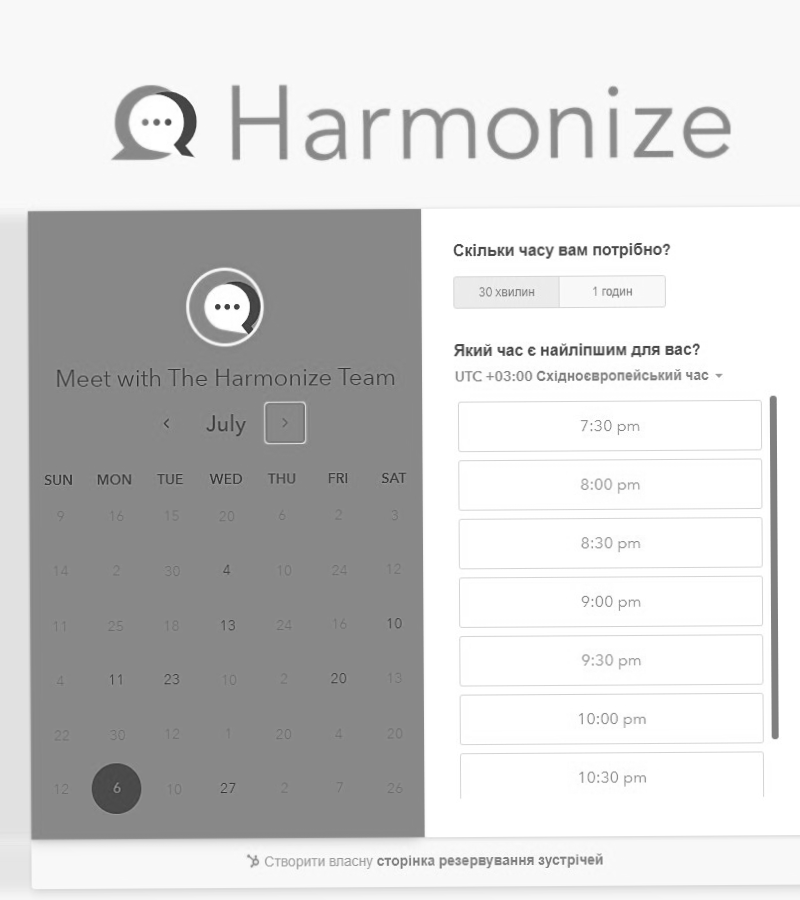 Harmonize
Meet with The Harmonize Team
July
SUN MON TUE WED THU FRI SAT
9 16 15 20 6 2 3
14 2 30 4 10 24 12
11 25 18 13 24 16 10
4 11 23 10 2 20 13
22 30 12 1 20 4 20
12 6 10 27 2 7 26
Скільки часу вам потрібно?
30 хвилин 1 годин
Який час є найліпшим для вас?
UTC +03:00 Східноєвропейський час
7:30 pm
8:00 pm
8:30 pm
9:00 pm
9:30 pm
10:00 pm
10:30 pm
Створити власну сторінка резервування зустрічей